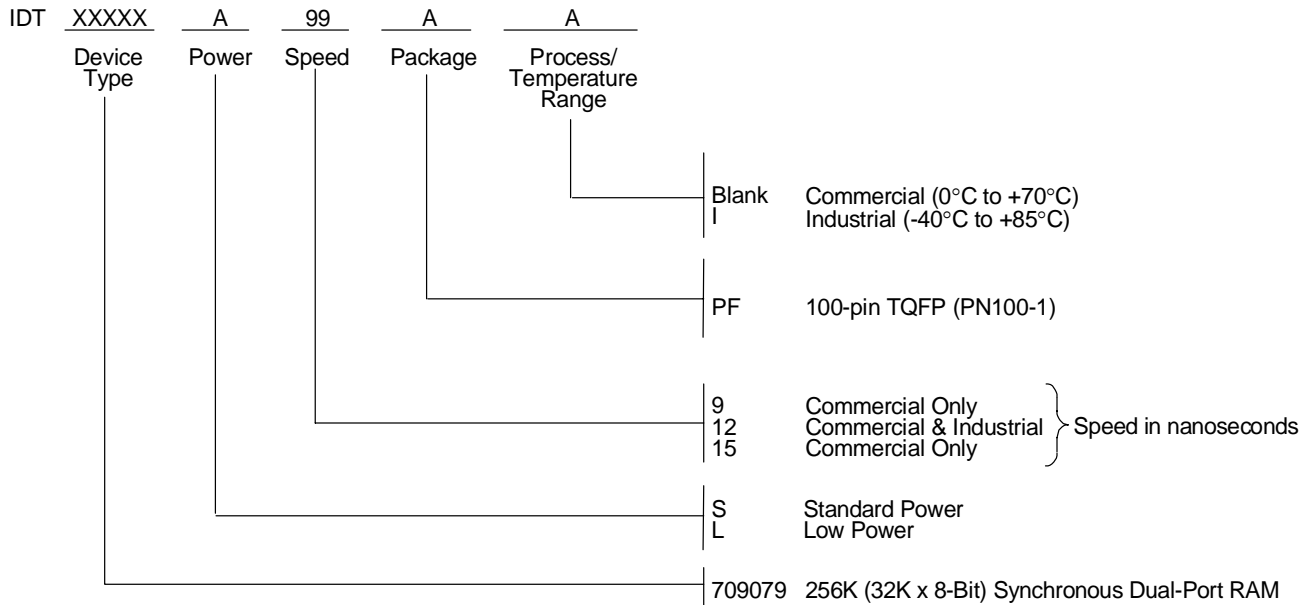 IDT XXXXX A 99 A A
Device Type Power Speed Package Process/ Temperature Range
Blank Commercial (0°C to +70°C)
I Industrial (-40°C to +85°C)
PF 100-pin TQFP (PN100-1)
9 Commercial Only
12 Commercial & Industrial Speed in nanoseconds
15 Commercial Only
S Standard Power
L Low Power
709079 256K (32K x 8-Bit) Synchronous Dual-Port RAM